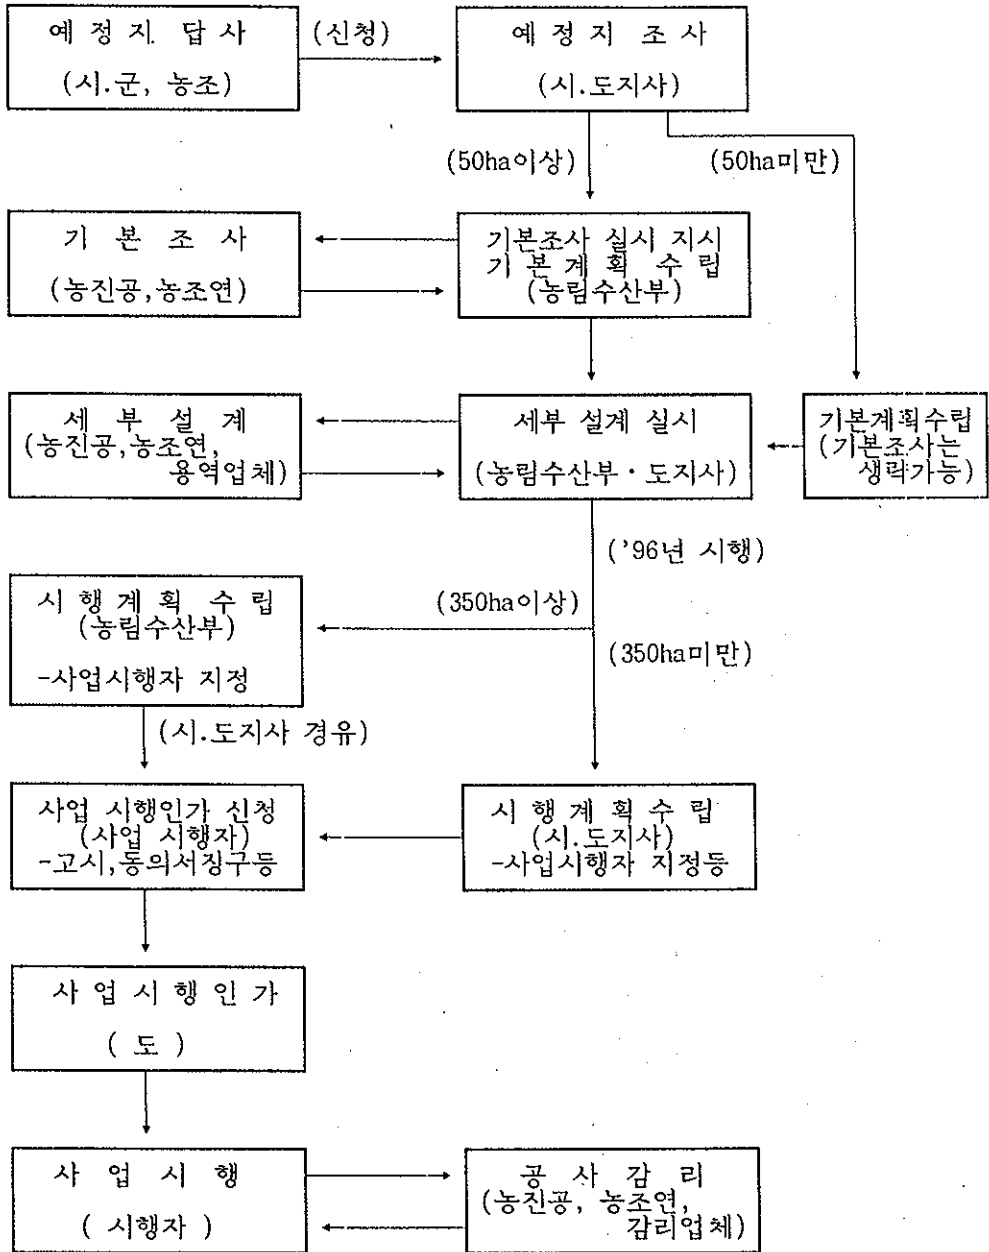 예 정 지 답 사
(시.군, 농조)
(신청)
예 정 지 조 사
(시.도지사)
(50ha이상)
(50ha미만)
기 본 조 사
(농진공,농조연)
기본조사 실시 지시
기 본 계 획 수 립
(농림수산부)
세 부 설 계
(농진공,농조연,
용역업체)
세부 설계 실시
(농림수산부·도지사)
기본계획수립
(기본조사는
생략가능)
('96년 시행)
시 행 계 획 수 립
(농림수산부)
-사업시행자 지정
(350ha이상)
(350ha미만)
(시.도지사 경유)
사업 시행인가 신청
(사업 시행자)
-고시,동의서징구등
시 행 계 획 수 립
(시.도지사)
-사업시행자 지정등
사 업 시 행 인 가
( 도 )
사 업 시 행
( 시행자 )
공 사 감 리
(농진공, 농조연,
감리업체)